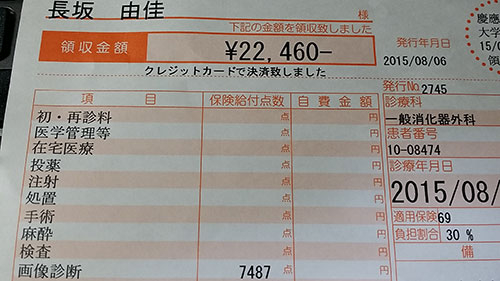 長坂 由佳 様
下記の金額を領収致しました
領収金額 ¥22,460-
クレジットカードで決済致しました
慶應
大学
15/0
領
発行年月日
2015/08/06
項 目 保険給付点数 自費金額
初・再診料 点 円
医学管理等 点 円
在宅医療 点 円
投薬 点 円
注射 点 円
処置 点 円
手術 点 円
麻酔 点 円
検査 点 円
画像診断 7487 点 円
発行No 2745
診療科
一般消化器外科
患者番号
10-08474
診療年月日
2015/08/
適用保険 69
負担割合 30 %
備